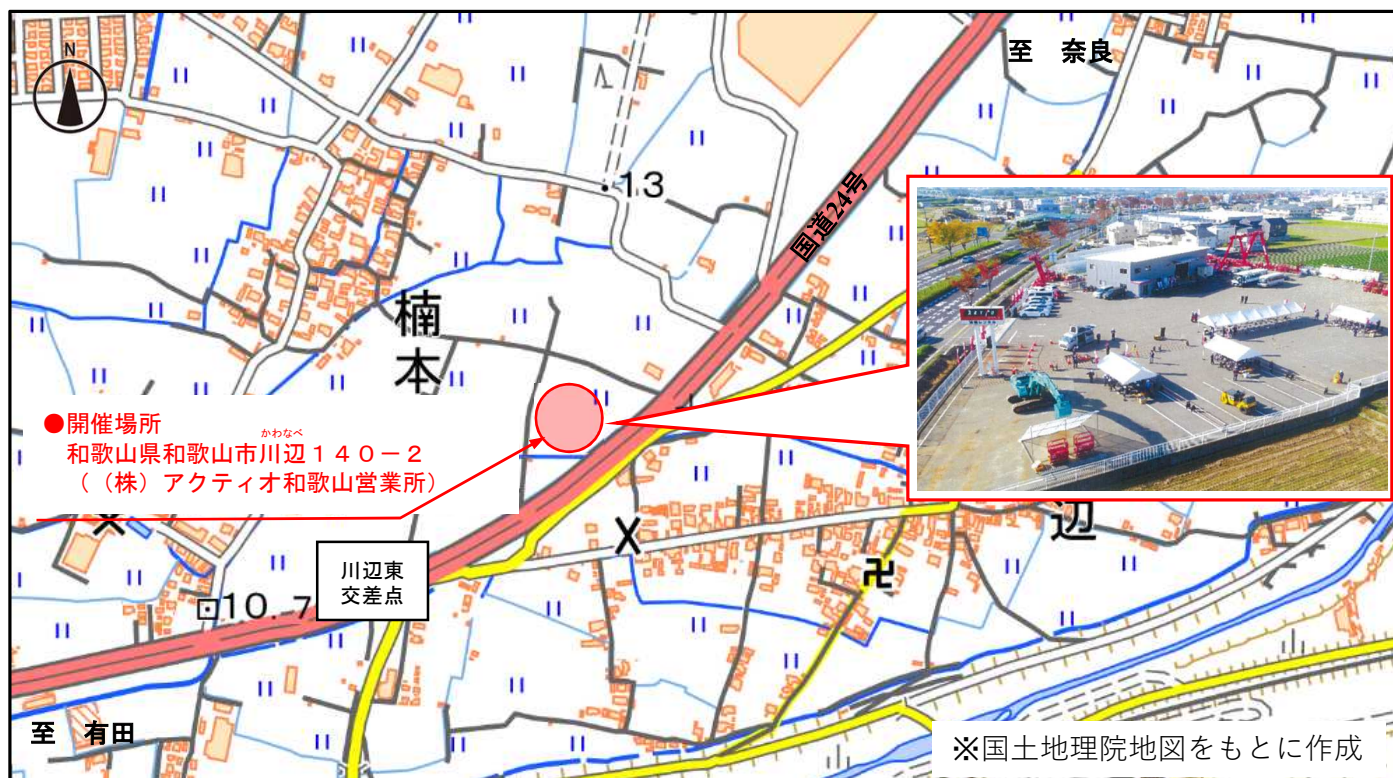 N
至　奈良
13
国道24号
楠
本
●開催場所
かわなべ
和歌山県和歌山市川辺１４０－２
（（株）アクティオ和歌山営業所）
辺
川辺東
交差点
10.7
至　有田
※国土地理院地図をもとに作成